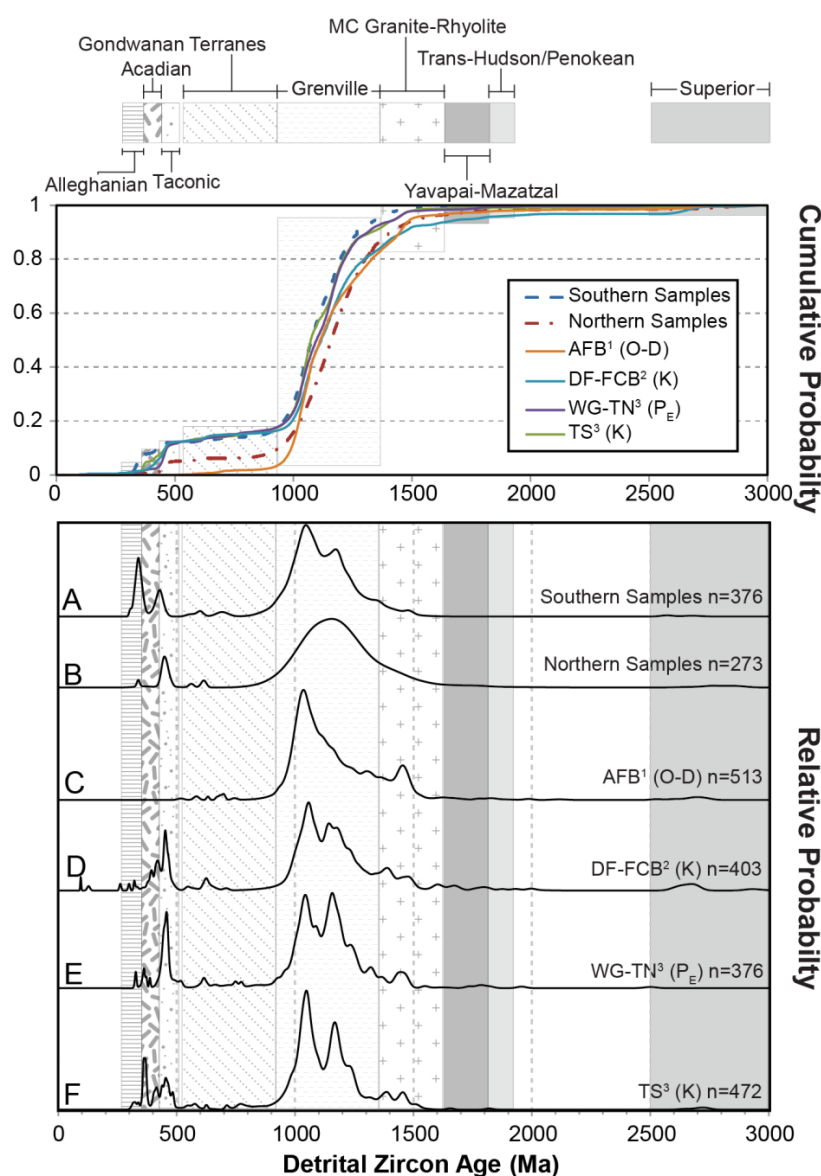 MC Granite-Rhyolite
Gondwanan Terranes
Trans-Hudson/Penokean
Acadian
Grenville
Superior
Alleghanian
Taconic
Yavapai-Mazatzal
1
0.8
0.6
0.4
0.2
0
Cumulative Probabilty
Southern Samples
Northern Samples
AFB¹ (O-D)
DF-FCB² (K)
WG-TN³ (P_E)
TS³ (K)
0 500 1000 1500 2000 2500 3000
A Southern Samples n=376
B Northern Samples n=273
C AFB¹ (O-D) n=513
D DF-FCB² (K) n=403
E WG-TN³ (P_E) n=376
F TS³ (K) n=472
Relative Probabilty
0 500 1000 1500 2000 2500 3000
Detrital Zircon Age (Ma)